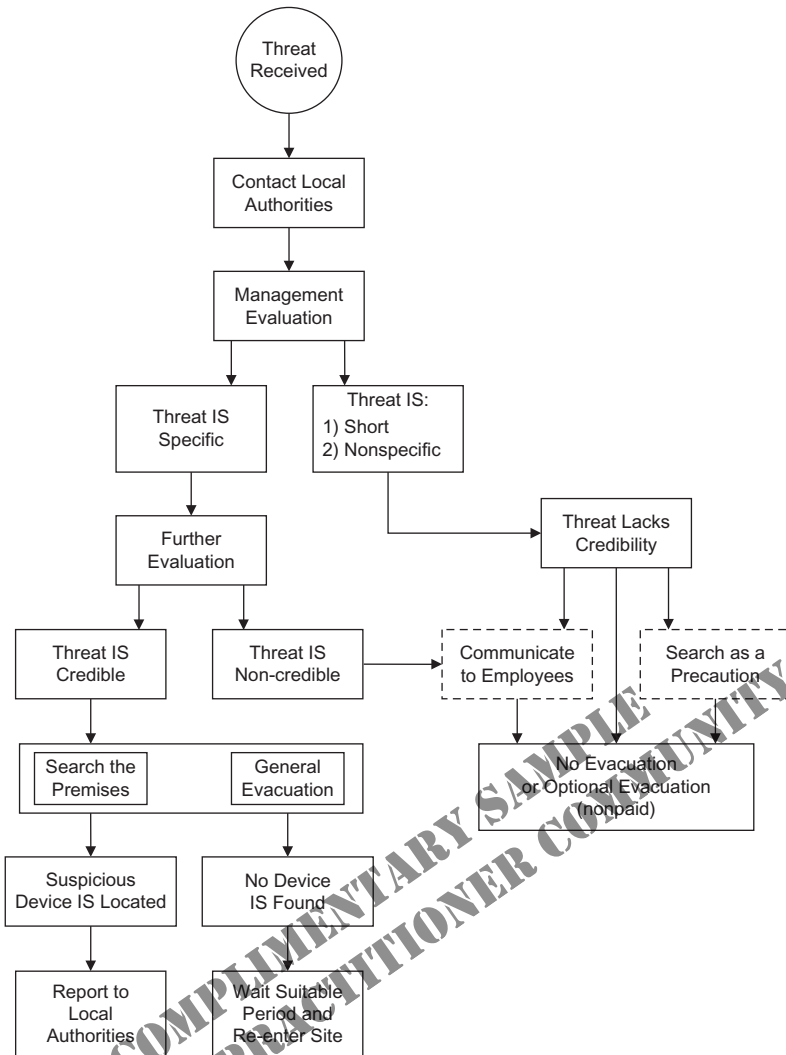 Threat
Received
Contact Local
Authorities
Management
Evaluation
Threat IS
Specific
Threat IS:
1) Short
2) Nonspecific
Further
Evaluation
Threat Lacks
Credibility
Threat IS
Credible
Threat IS
Non-credible
Communicate
to Employees
Search as a
Precaution
Search the
Premises
General
Evacuation
No Evacuation
or Optional Evacuation
(nonpaid)
Suspicious
Device IS Located
No Device
IS Found
Report to
Local
Authorities
Wait Suitable
Period and
Re-enter Site
COMPLIMENTARY SAMPLE
PRACTITIONER COMMUNITY